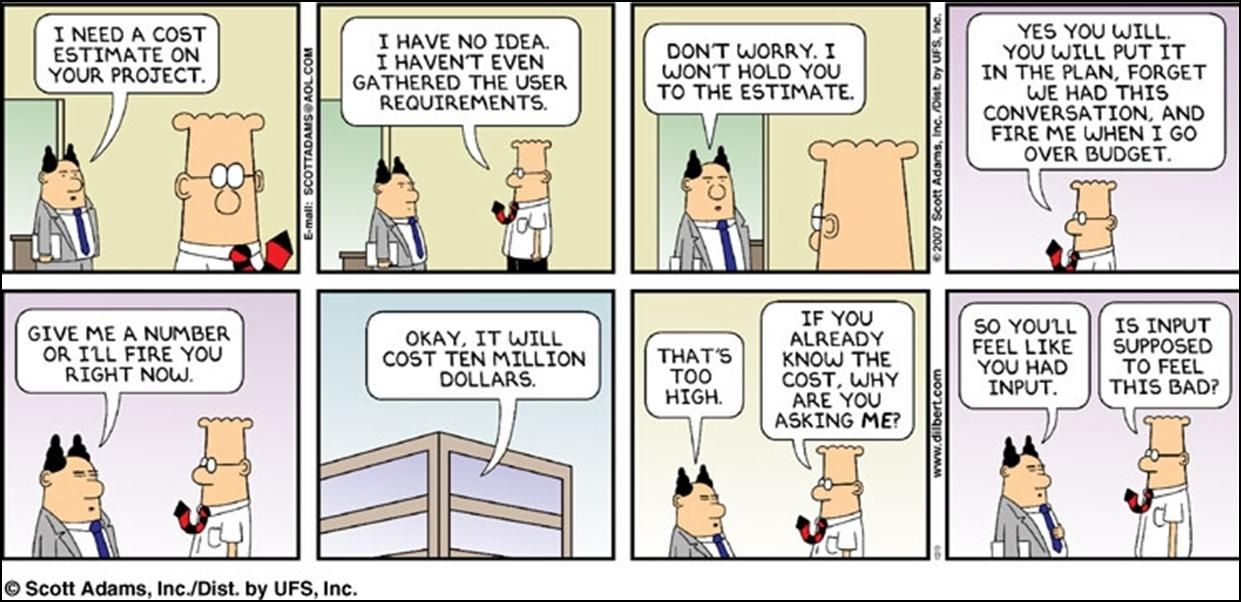 I NEED A COST
ESTIMATE ON
YOUR PROJECT.
E-mail: SCOTTADAMS@AOL.COM
I HAVE NO IDEA.
I HAVEN'T EVEN
GATHERED THE USER
REQUIREMENTS.
DON'T WORRY. I
WON'T HOLD YOU
TO THE ESTIMATE.
© 2007 Scott Adams, Inc./Dist. by UFS, Inc.
YES YOU WILL.
YOU WILL PUT IT
IN THE PLAN, FORGET
WE HAD THIS
CONVERSATION, AND
FIRE ME WHEN I GO
OVER BUDGET.
GIVE ME A NUMBER
OR I'LL FIRE YOU
RIGHT NOW.
OKAY, IT WILL
COST TEN MILLION
DOLLARS.
THAT'S
TOO
HIGH.
IF YOU
ALREADY
KNOW THE
COST, WHY
ARE YOU
ASKING ME?
www.dilbert.com
SO YOU'LL
FEEL LIKE
YOU HAD
INPUT.
IS INPUT
SUPPOSED
TO FEEL
THIS BAD?
© Scott Adams, Inc./Dist. by UFS, Inc.